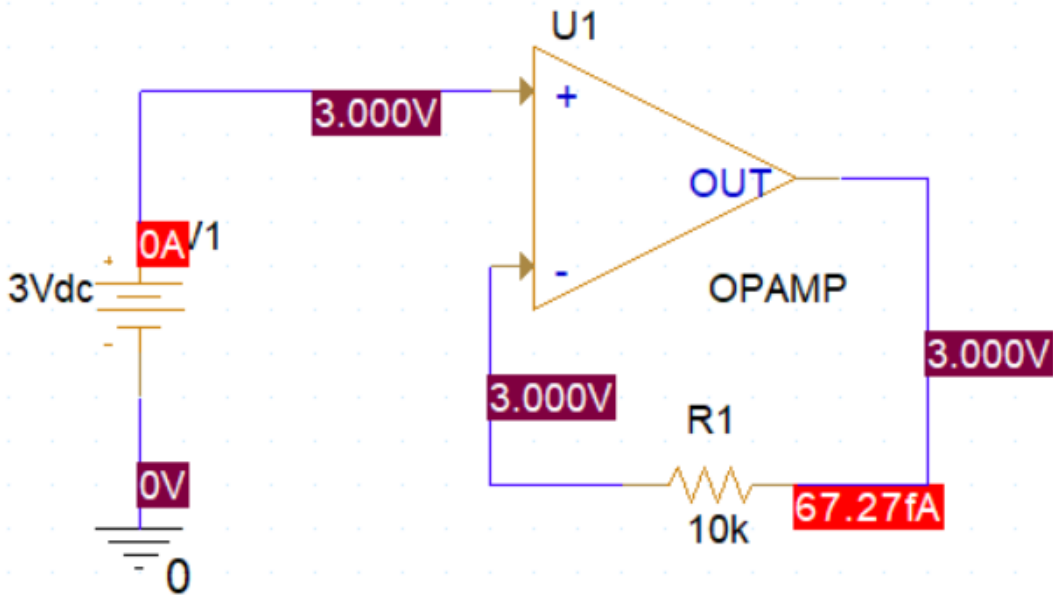 U1
3.000V
+
OUT
0A
V1
+
3Vdc
-
-
OPAMP
3.000V
3.000V
R1
0V
10k
67.27fA
0